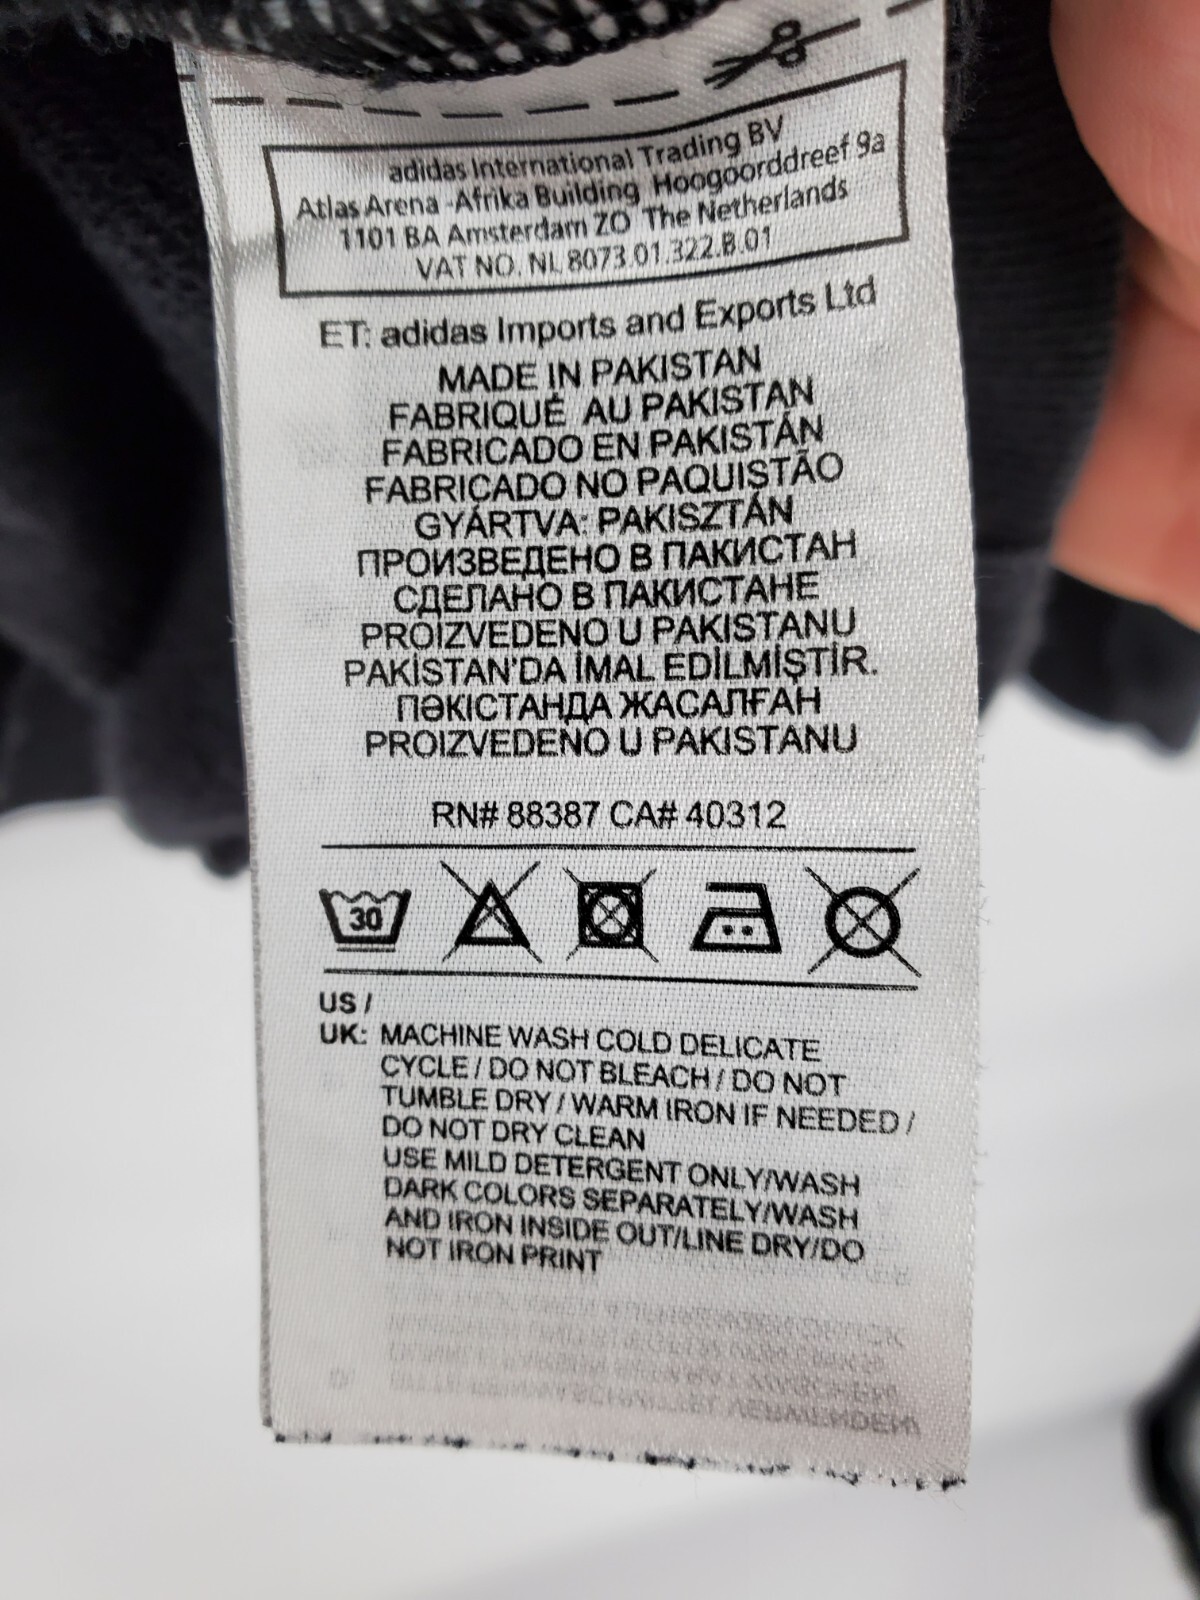 adidas International Trading BV
Atlas Arena -Afrika Building Hoogoorddreef 9a
1101 BA Amsterdam ZO The Netherlands
VAT NO. NL 8073.01.322.B.01
ET: adidas Imports and Exports Ltd
MADE IN PAKISTAN
FABRIQUÉ AU PAKISTAN
FABRICADO EN PAKISTÁN
FABRICADO NO PAQUISTÃO
GYÁRTVA: PAKISZTÁN
ПРОИЗВЕДЕНО В ПАКИСТАН
СДЕЛАНО В ПАКИСТАНЕ
PROIZVEDENO U PAKISTANU
PAKİSTAN'DA İMAL EDİLMİŞTİR.
ПӘКІСТАНДА ЖАСАЛҒАН
PROIZVEDENO U PAKISTANU
RN# 88387 CA# 40312
30
US /
UK: MACHINE WASH COLD DELICATE
CYCLE / DO NOT BLEACH / DO NOT
TUMBLE DRY / WARM IRON IF NEEDED /
DO NOT DRY CLEAN
USE MILD DETERGENT ONLY/WASH
DARK COLORS SEPARATELY/WASH
AND IRON INSIDE OUT/LINE DRY/DO
NOT IRON PRINT